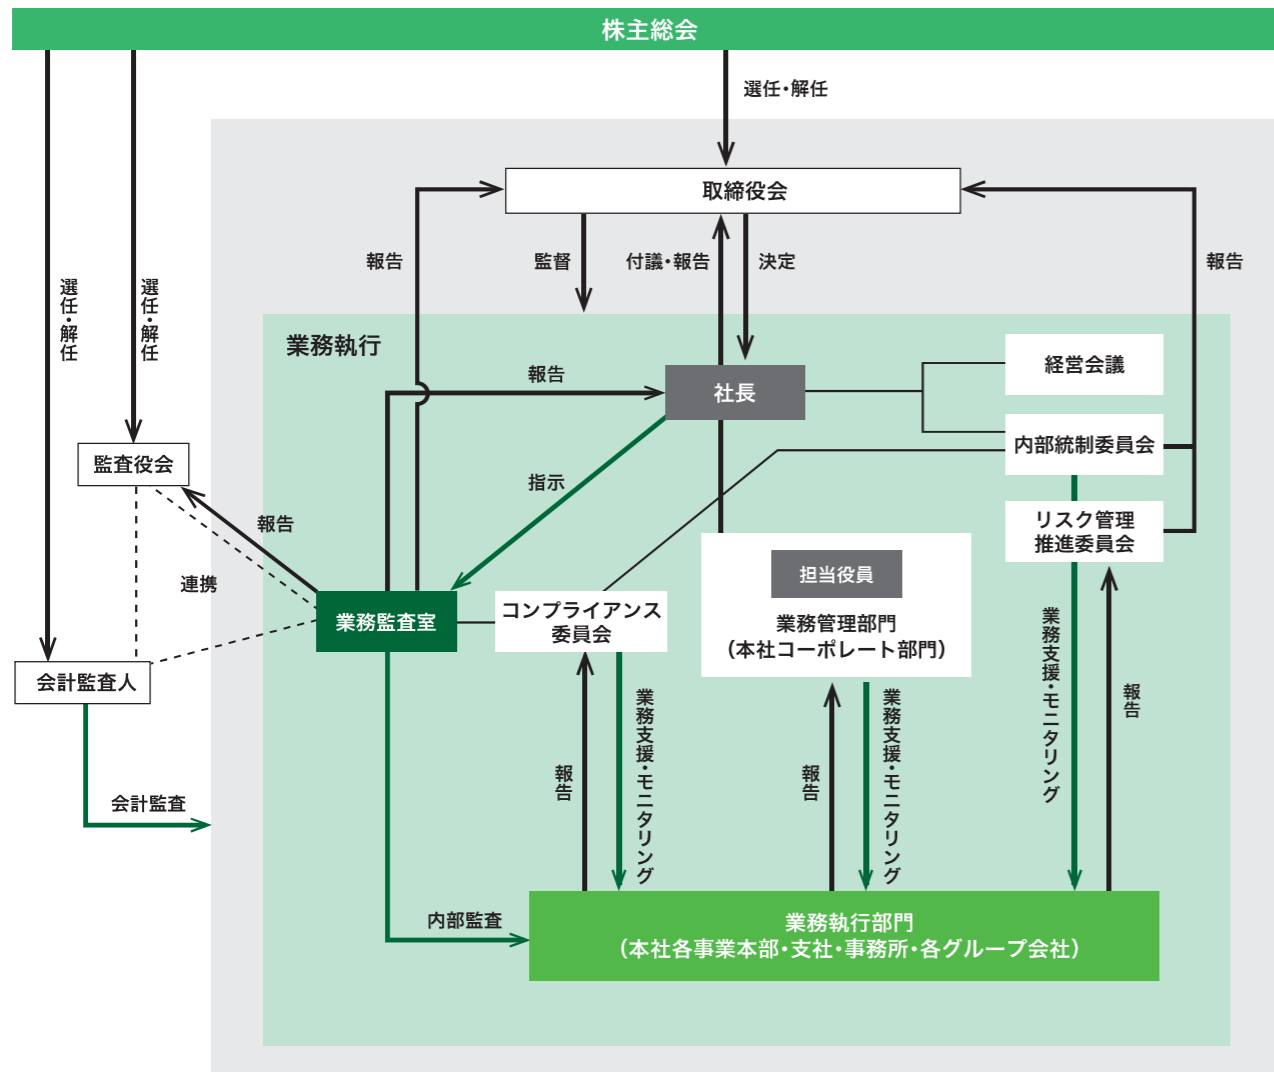 株主総会
選任・解任
取締役会
報告
監督
付議・報告
決定
報告
選任・解任
選任・解任
業務執行
経営会議
報告
社長
内部統制委員会
監査役会
指示
報告
リスク管理
推進委員会
連携
担当役員
業務監査室
コンプライアンス
委員会
業務管理部門
（本社コーポレート部門）
会計監査人
業務支援・モニタリング
報告
業務支援・モニタリング
業務支援・モニタリング
報告
報告
会計監査
内部監査
業務執行部門
（本社各事業本部・支社・事務所・各グループ会社）